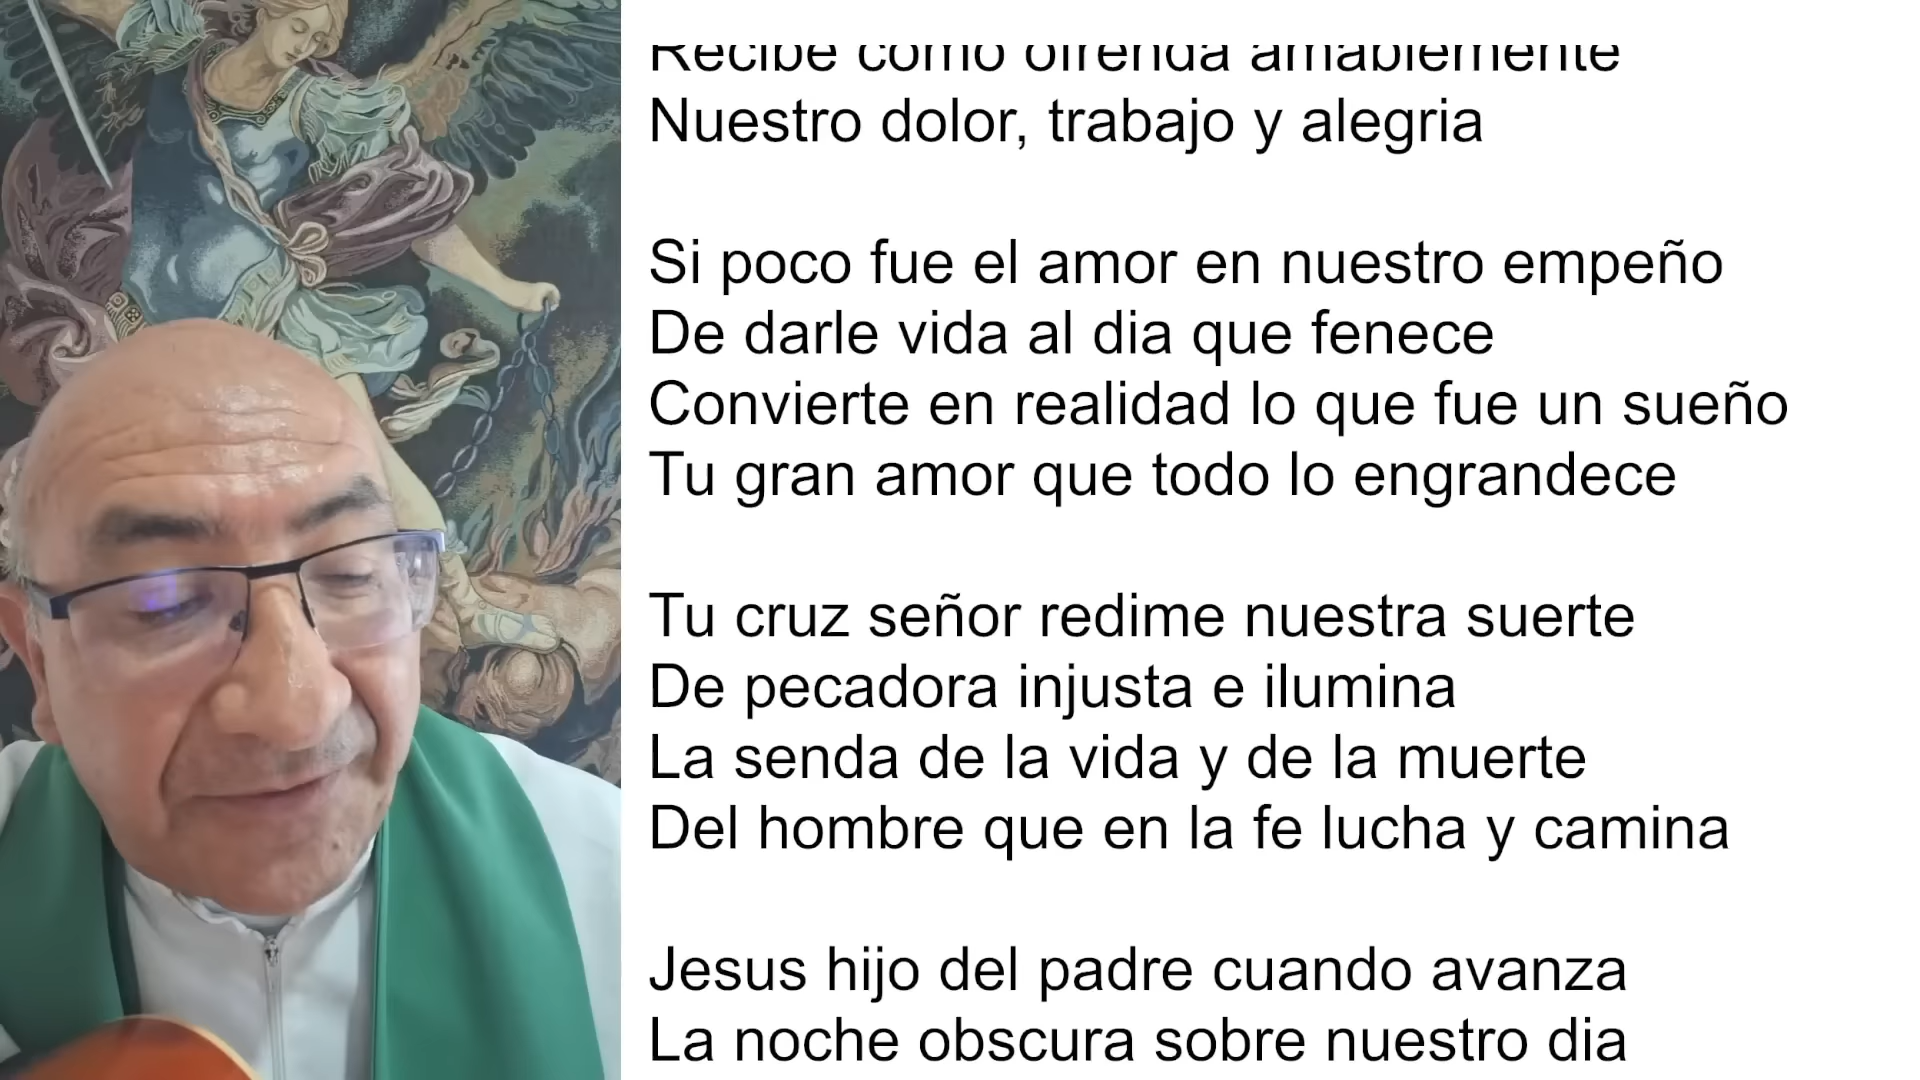 Recibe como ofrenda amablemente
Nuestro dolor, trabajo y alegria
Si poco fue el amor en nuestro empeño
De darle vida al dia que fenece
Convierte en realidad lo que fue un sueño
Tu gran amor que todo lo engrandece
Tu cruz señor redime nuestra suerte
De pecadora injusta e ilumina
La senda de la vida y de la muerte
Del hombre que en la fe lucha y camina
Jesus hijo del padre cuando avanza
La noche obscura sobre nuestro dia